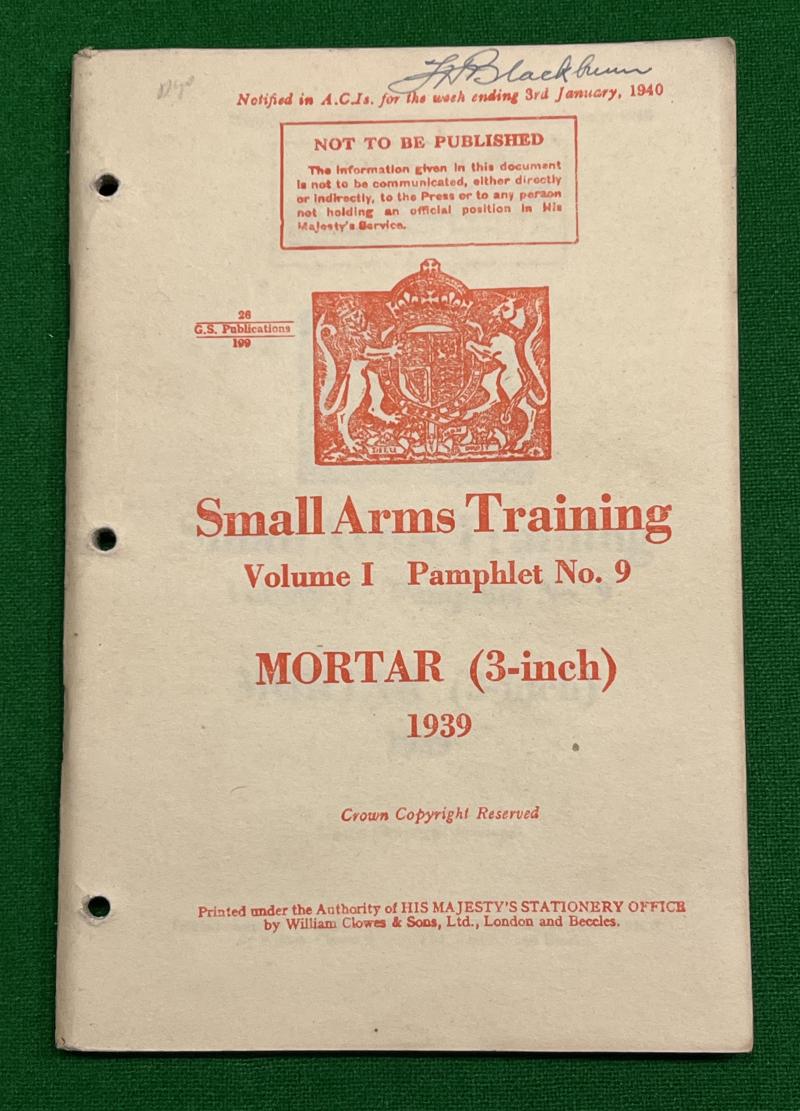 Blackburn
Notified in A.C.Is. for the week ending 3rd January, 1940
NOT TO BE PUBLISHED
The information given in this document
is not to be communicated, either directly
or indirectly, to the Press or to any person
not holding an official position in His
Majesty's Service.
26
G.S. Publications
199
DIEU DROIT
Small Arms Training
Volume I Pamphlet No. 9
MORTAR (3-inch)
1939
Crown Copyright Reserved
Printed under the Authority of HIS MAJESTY'S STATIONERY OFFICE
by William Clowes & Sons, Ltd., London and Beccles.